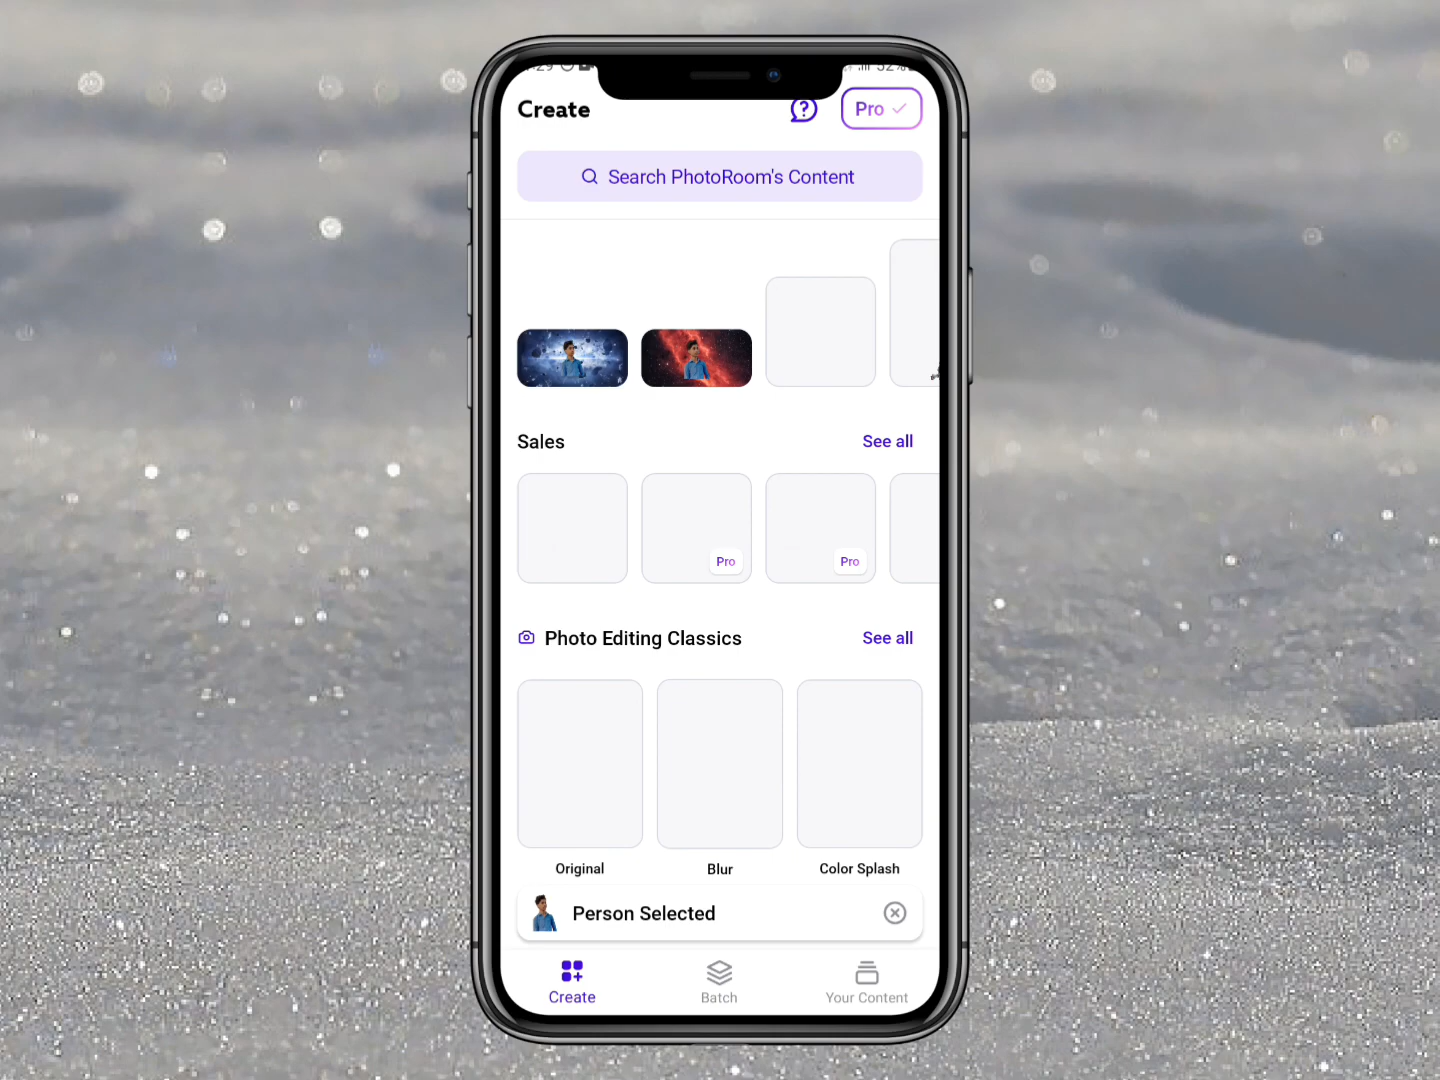 Create
Pro
Search PhotoRoom's Content
Sales
See all
Pro
Pro
Photo Editing Classics
See all
Original
Blur
Color Splash
Person Selected
Create
Batch
Your Content